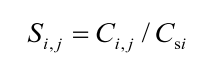 S_{i,j} = C_{i,j} / C_{si}